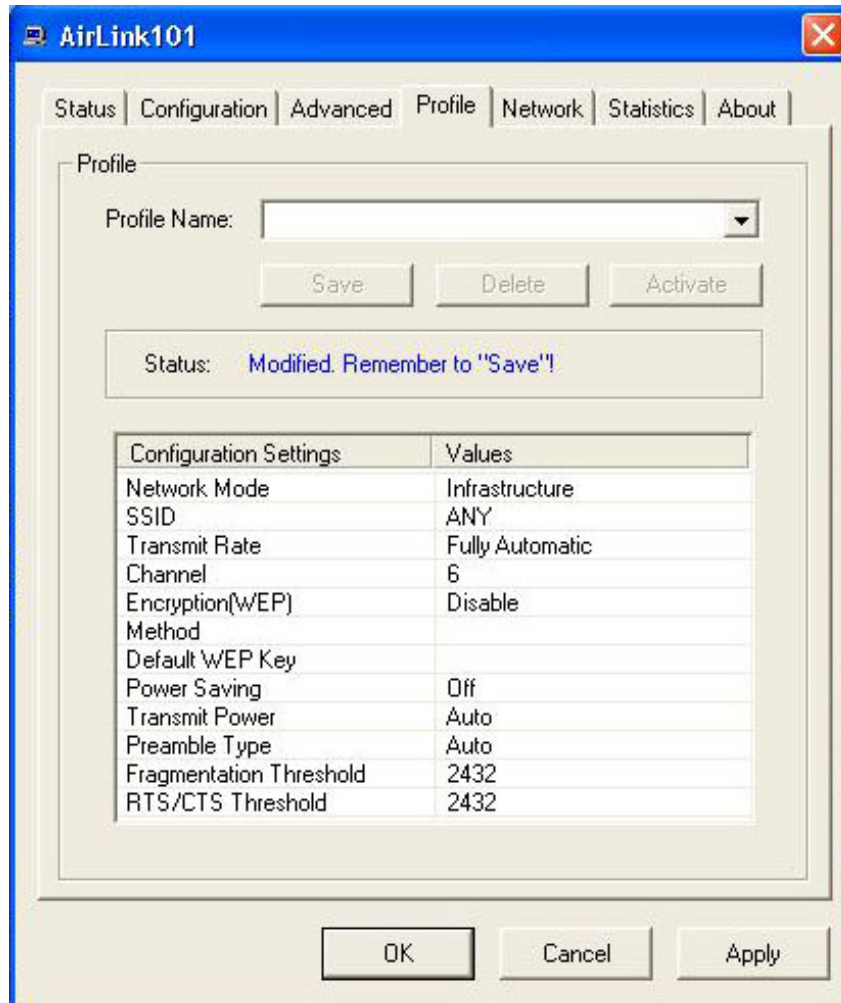 AirLink101
Status Configuration Advanced Profile Network Statistics About
Profile
Profile Name:
Save Delete Activate
Status: Modified. Remember to "Save"!
Configuration Settings Values
Network Mode Infrastructure
SSID ANY
Transmit Rate Fully Automatic
Channel 6
Encryption(WEP) Disable
Method
Default WEP Key
Power Saving Off
Transmit Power Auto
Preamble Type Auto
Fragmentation Threshold 2432
RTS/CTS Threshold 2432
OK Cancel Apply